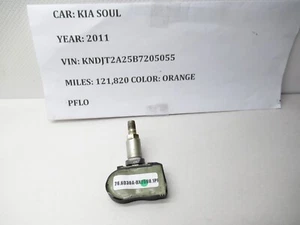 CAR: KIA SOUL
YEAR: 2011
VIN: KNDJT2A25B7205055
MILES: 121,820 COLOR: ORANGE
PFLO